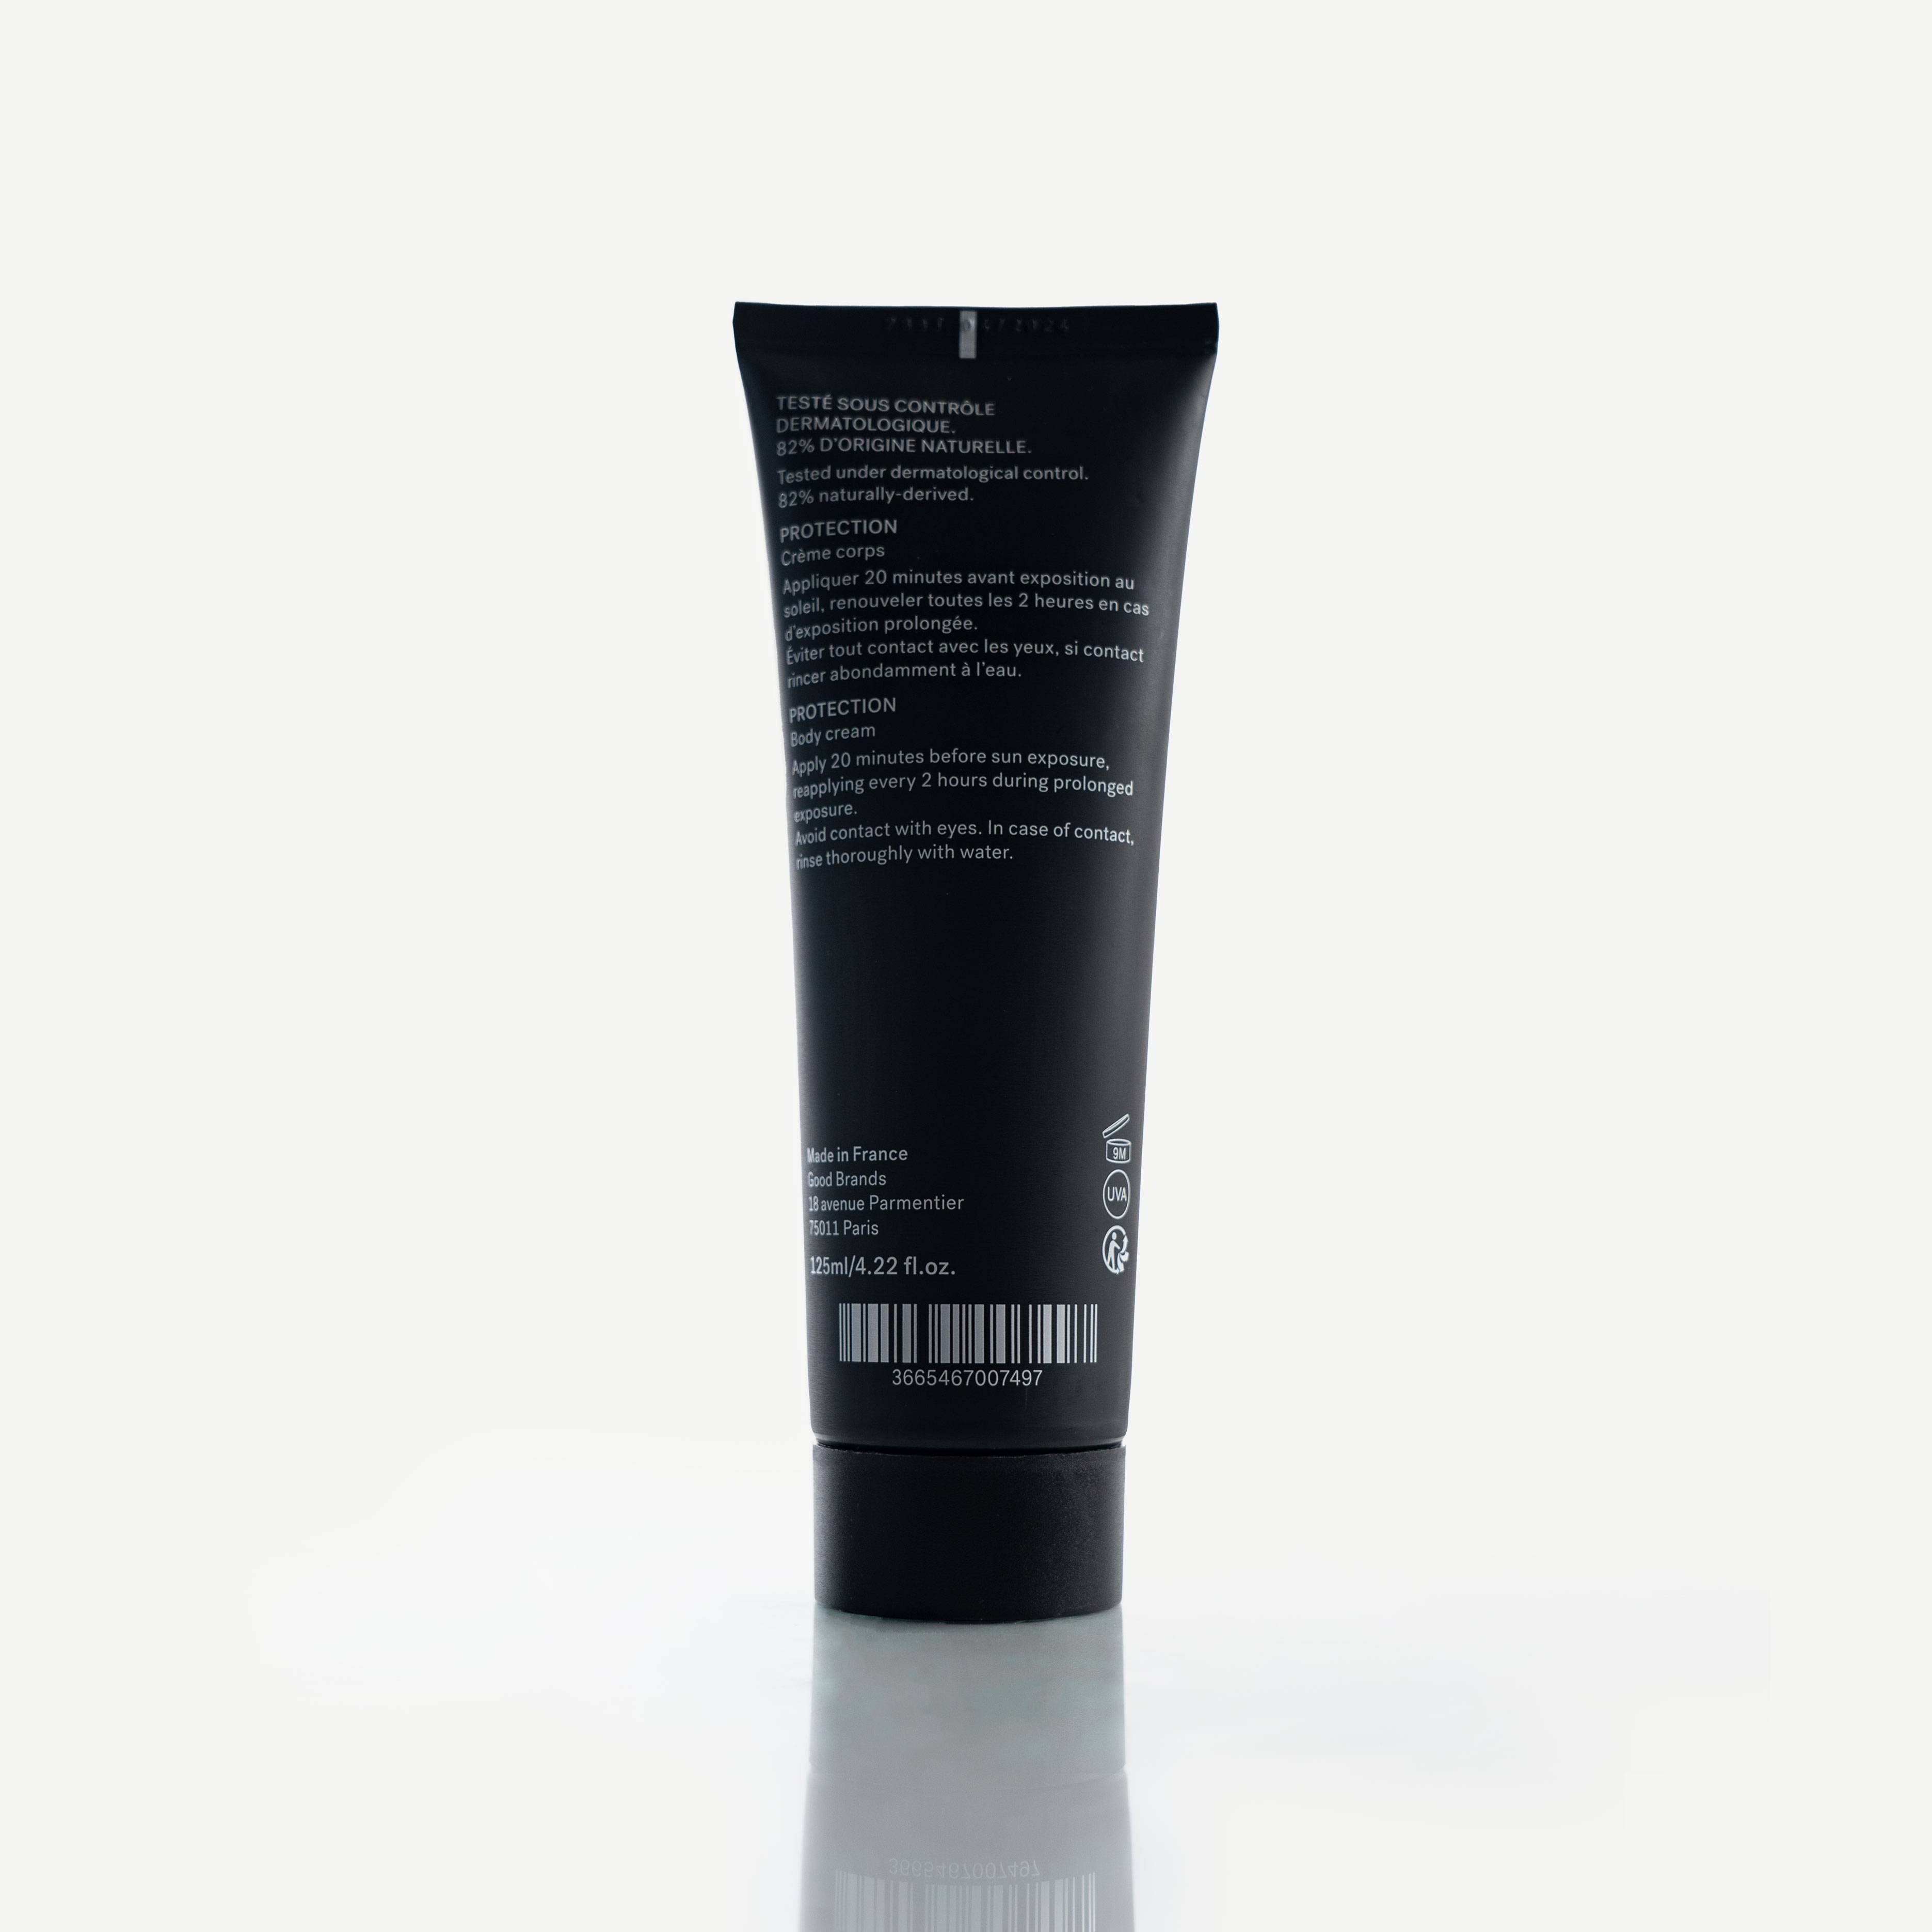 TESTÉ SOUS CONTRÔLE
DERMATOLOGIQUE.
82% D'ORIGINE NATURELLE.
Tested under dermatological control.
82% naturally-derived.
PROTECTION
Crème corps
Appliquer 20 minutes avant exposition au
soleil, renouveler toutes les 2 heures en cas
d'exposition prolongée.
Éviter tout contact avec les yeux, si contact
rincer abondamment à l'eau.
PROTECTION
Body cream
Apply 20 minutes before sun exposure,
reapplying every 2 hours during prolonged
exposure.
Avoid contact with eyes. In case of contact,
rinse thoroughly with water.
9M
UVA
Made in France
Good Brands
18 avenue Parmentier
75011 Paris
125ml/4.22 fl.oz.
3665467007497